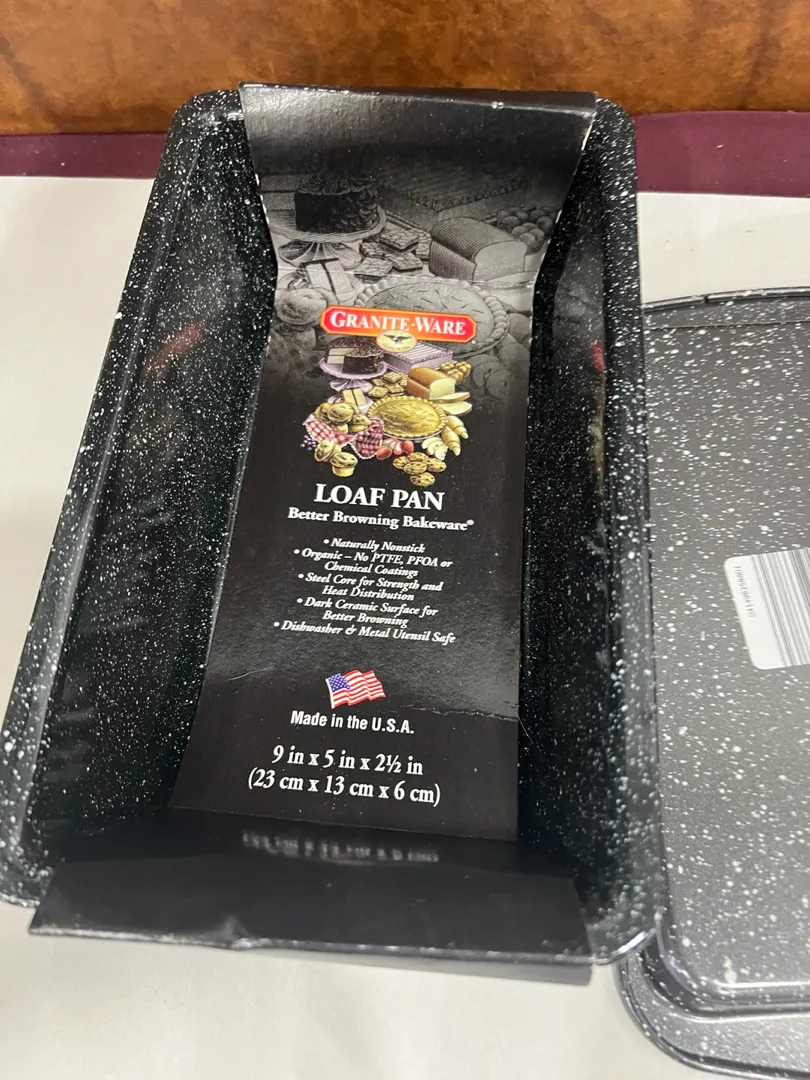 GRANITE·WARE
LOAF PAN
Better Browning Bakeware®
• Naturally Nonstick
• Organic – No PTFE, PFOA or
Chemical Coatings
• Steel Core for Strength and
Heat Distribution
• Dark Ceramic Surface for
Better Browning
• Dishwasher & Metal Utensil Safe
Made in the U.S.A.
9 in x 5 in x 2½ in
(23 cm x 13 cm x 6 cm)